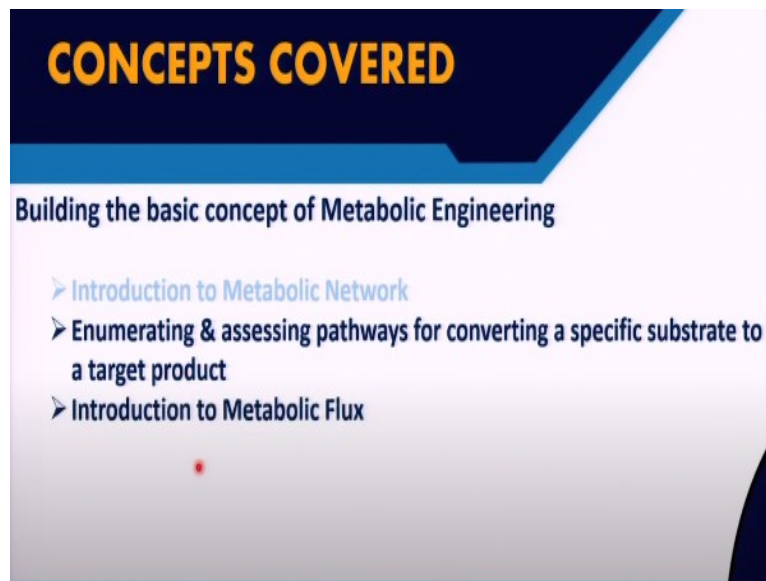 CONCEPTS COVERED
Building the basic concept of Metabolic Engineering
➢Introduction to Metabolic Network
➢Enumerating & assessing pathways for converting a specific substrate to
a target product
➢Introduction to Metabolic Flux